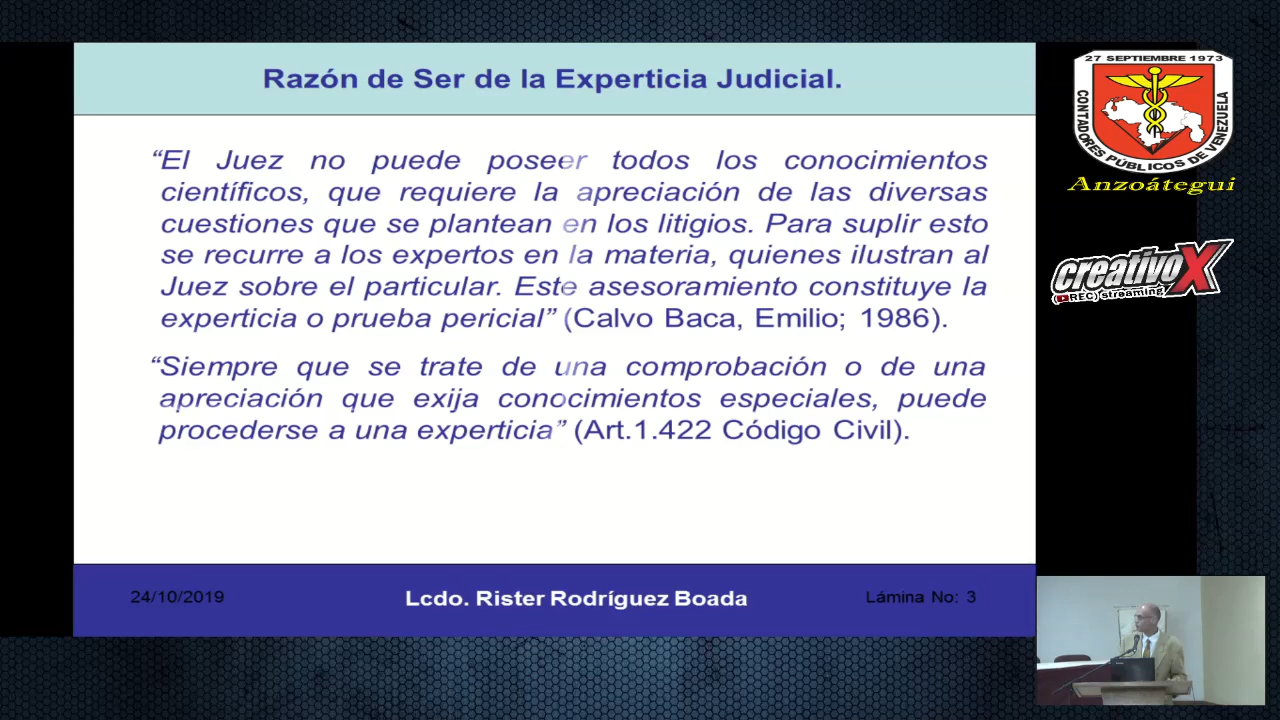 Razón de Ser de la Experticia Judicial.
“El Juez no puede poseer todos los conocimientos
científicos, que requiere la apreciación de las diversas
cuestiones que se plantean en los litigios. Para suplir esto
se recurre a los expertos en la materia, quienes ilustran al
Juez sobre el particular. Este asesoramiento constituye la
experticia o prueba pericial” (Calvo Baca, Emilio; 1986).
“Siempre que se trate de una comprobación o de una
apreciación que exija conocimientos especiales, puede
procederse a una experticia” (Art.1.422 Código Civil).
24/10/2019
Lcdo. Rister Rodríguez Boada
Lámina No: 3
27 SEPTIEMBRE 1973
CONTADORES PÚBLICOS DE VENEZUELA
Anzoátegui
creativoX
(REC) streaming